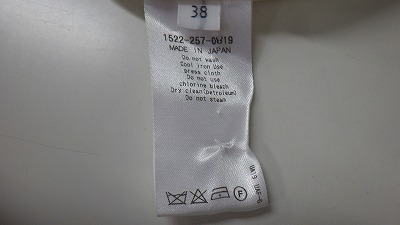 38
1522-257-0819
MADE IN JAPAN
Do not wash
Cool iron Use
press cloth
Do not use
chlorine bleach
Dry clean(petroleum)
Do not steam
F